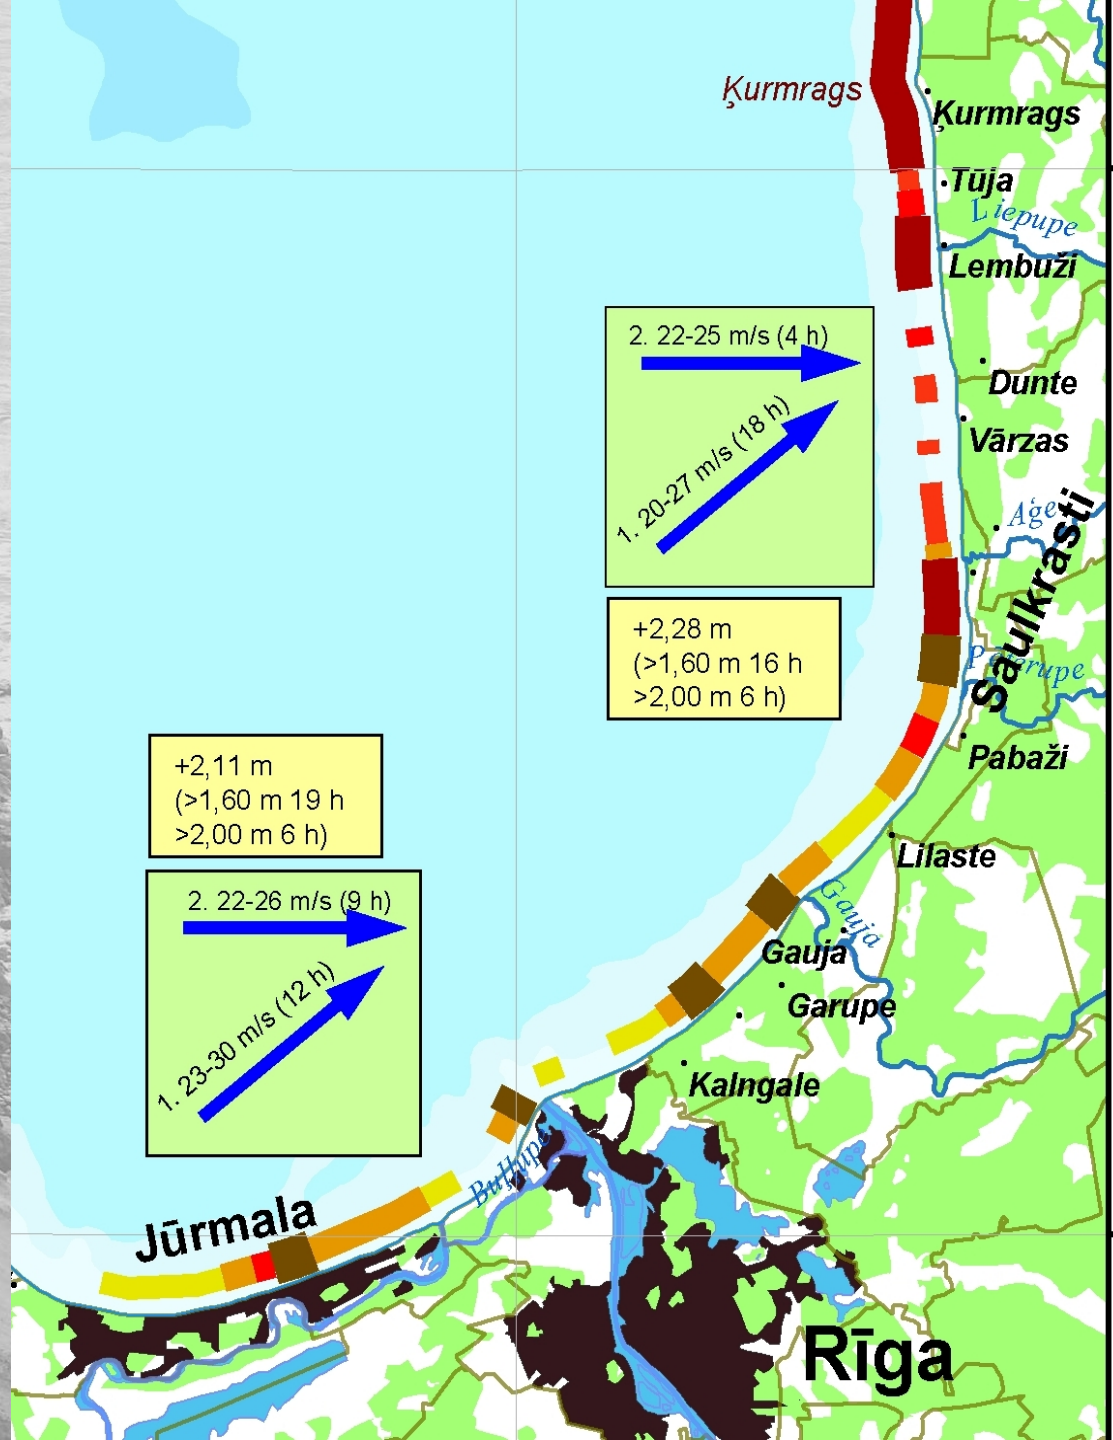 Ķurmrags
Ķurmrags
Tūja
Liepupe
Lembuži
2. 22-25 m/s (4 h)
1. 20-27 m/s (18 h)
Dunte
Vārzas
Aģe
Saulkrasti
+2,28 m
(>1,60 m 16 h
>2,00 m 6 h)
Pēterupe
Pabaži
+2,11 m
(>1,60 m 19 h
>2,00 m 6 h)
Lilaste
2. 22-26 m/s (9 h)
1. 23-30 m/s (12 h)
Gauja
Gauja
Garupe
Kalngale
Buļļupe
Jūrmala
Rīga